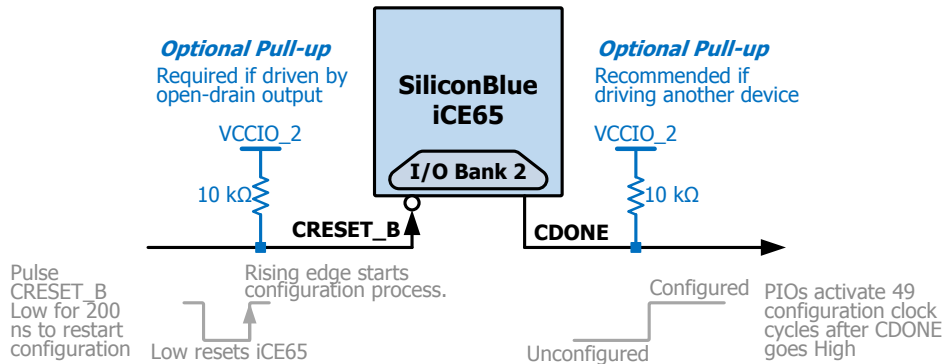 Optional Pull-up
Required if driven by
open-drain output
VCCIO_2
10 kΩ
SiliconBlue
iCE65
I/O Bank 2
Optional Pull-up
Recommended if
driving another device
VCCIO_2
10 kΩ
CRESET_B
CDONE
Pulse
CRESET_B
Low for 200
ns to restart
configuration
Rising edge starts
configuration process.
Low resets iCE65
Configured
Unconfigured
PIOs activate 49
configuration clock
cycles after CDONE
goes High